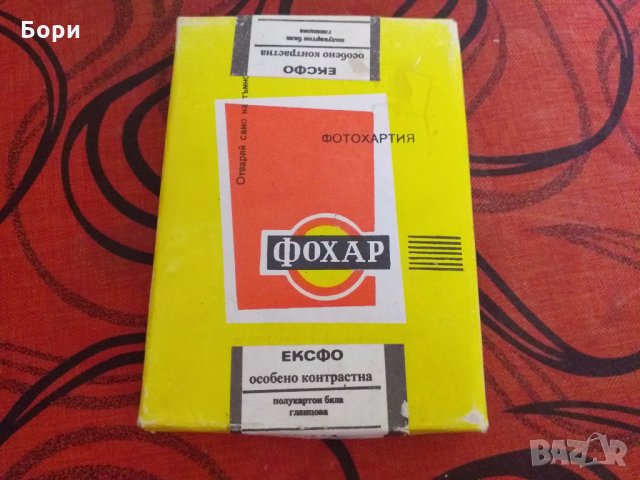 Бори
ЕКСФО
особено контрастна
полукартон бяла
гланцова
Отваряй само на тъмно
ФОТОХАРТИЯ
ФОХАР
ЕКСФО
особено контрастна
полукартон бяла
гланцова
BAZAR